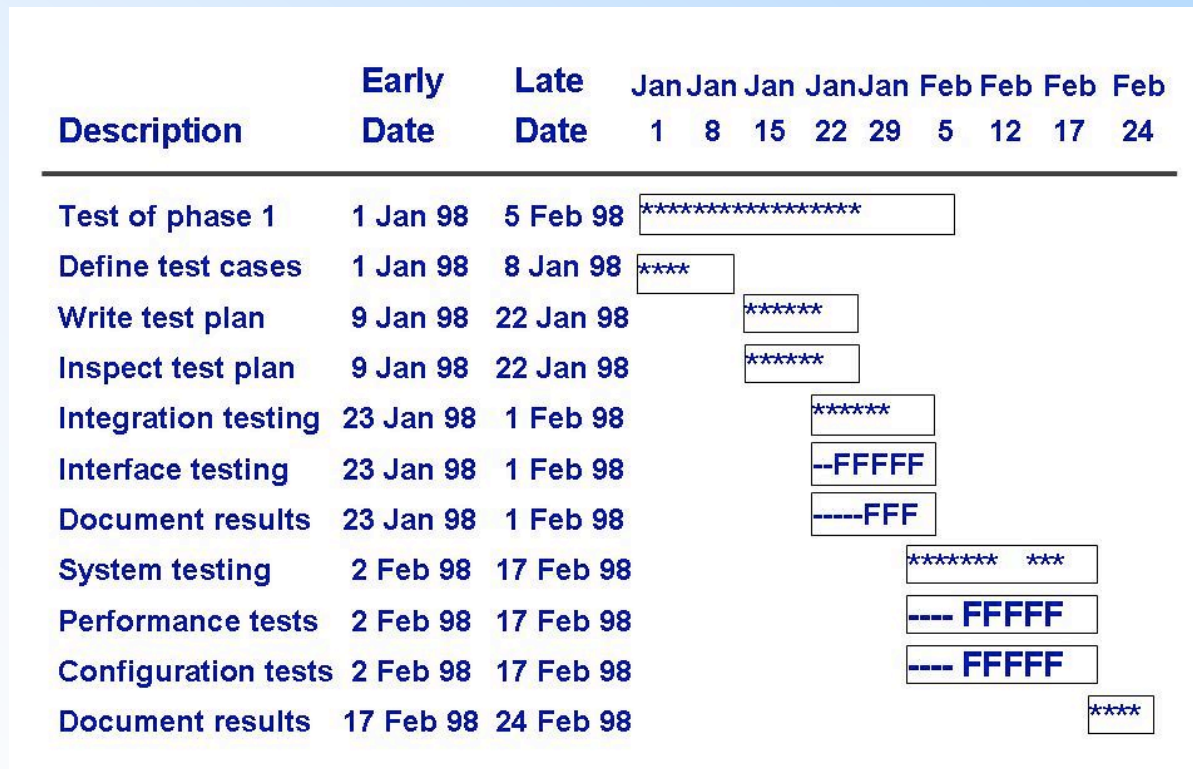 Early Late Jan Jan Jan Jan Jan Feb Feb Feb Feb
Description Date Date 1 8 15 22 29 5 12 17 24
Test of phase 1 1 Jan 98 5 Feb 98 *****************
Define test cases 1 Jan 98 8 Jan 98 ****
Write test plan 9 Jan 98 22 Jan 98 ******
Inspect test plan 9 Jan 98 22 Jan 98 ******
Integration testing 23 Jan 98 1 Feb 98 ******
Interface testing 23 Jan 98 1 Feb 98 --FFFFF
Document results 23 Jan 98 1 Feb 98 -----FFF
System testing 2 Feb 98 17 Feb 98 ******* ***
Performance tests 2 Feb 98 17 Feb 98 ---- FFFFF
Configuration tests 2 Feb 98 17 Feb 98 ---- FFFFF
Document results 17 Feb 98 24 Feb 98 ****